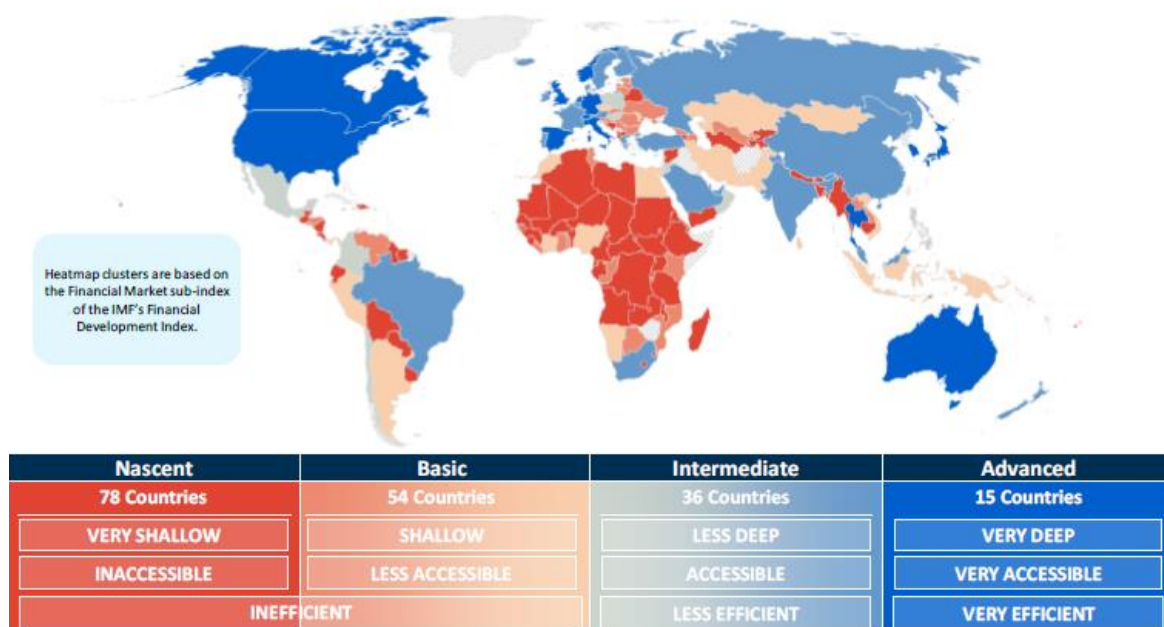 Heatmap clusters are based on
the Financial Market sub-index
of the IMF's Financial
Development Index.
Nascent Basic Intermediate Advanced
78 Countries 54 Countries 36 Countries 15 Countries
VERY SHALLOW SHALLOW LESS DEEP VERY DEEP
INACCESSIBLE LESS ACCESSIBLE ACCESSIBLE VERY ACCESSIBLE
INEFFICIENT LESS EFFICIENT VERY EFFICIENT